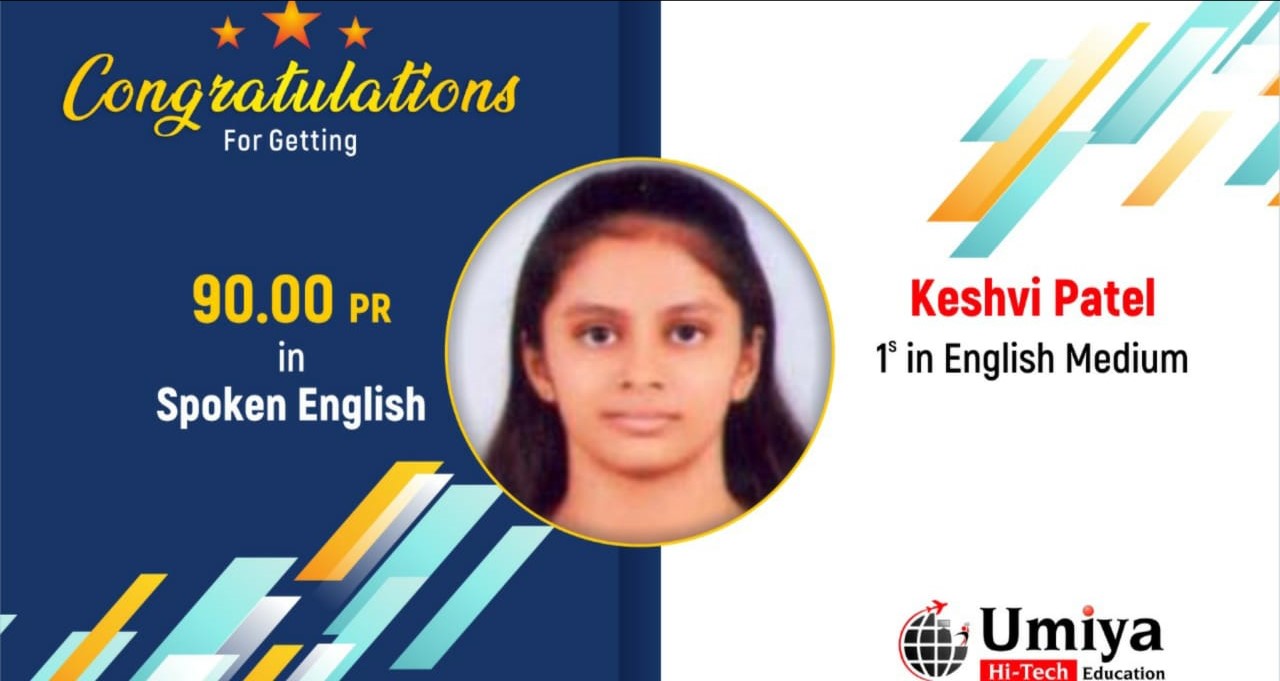 Congratulations
For Getting
90.00 PR
in
Spoken English
Keshvi Patel
1s in English Medium
Umiya
Hi-Tech Education